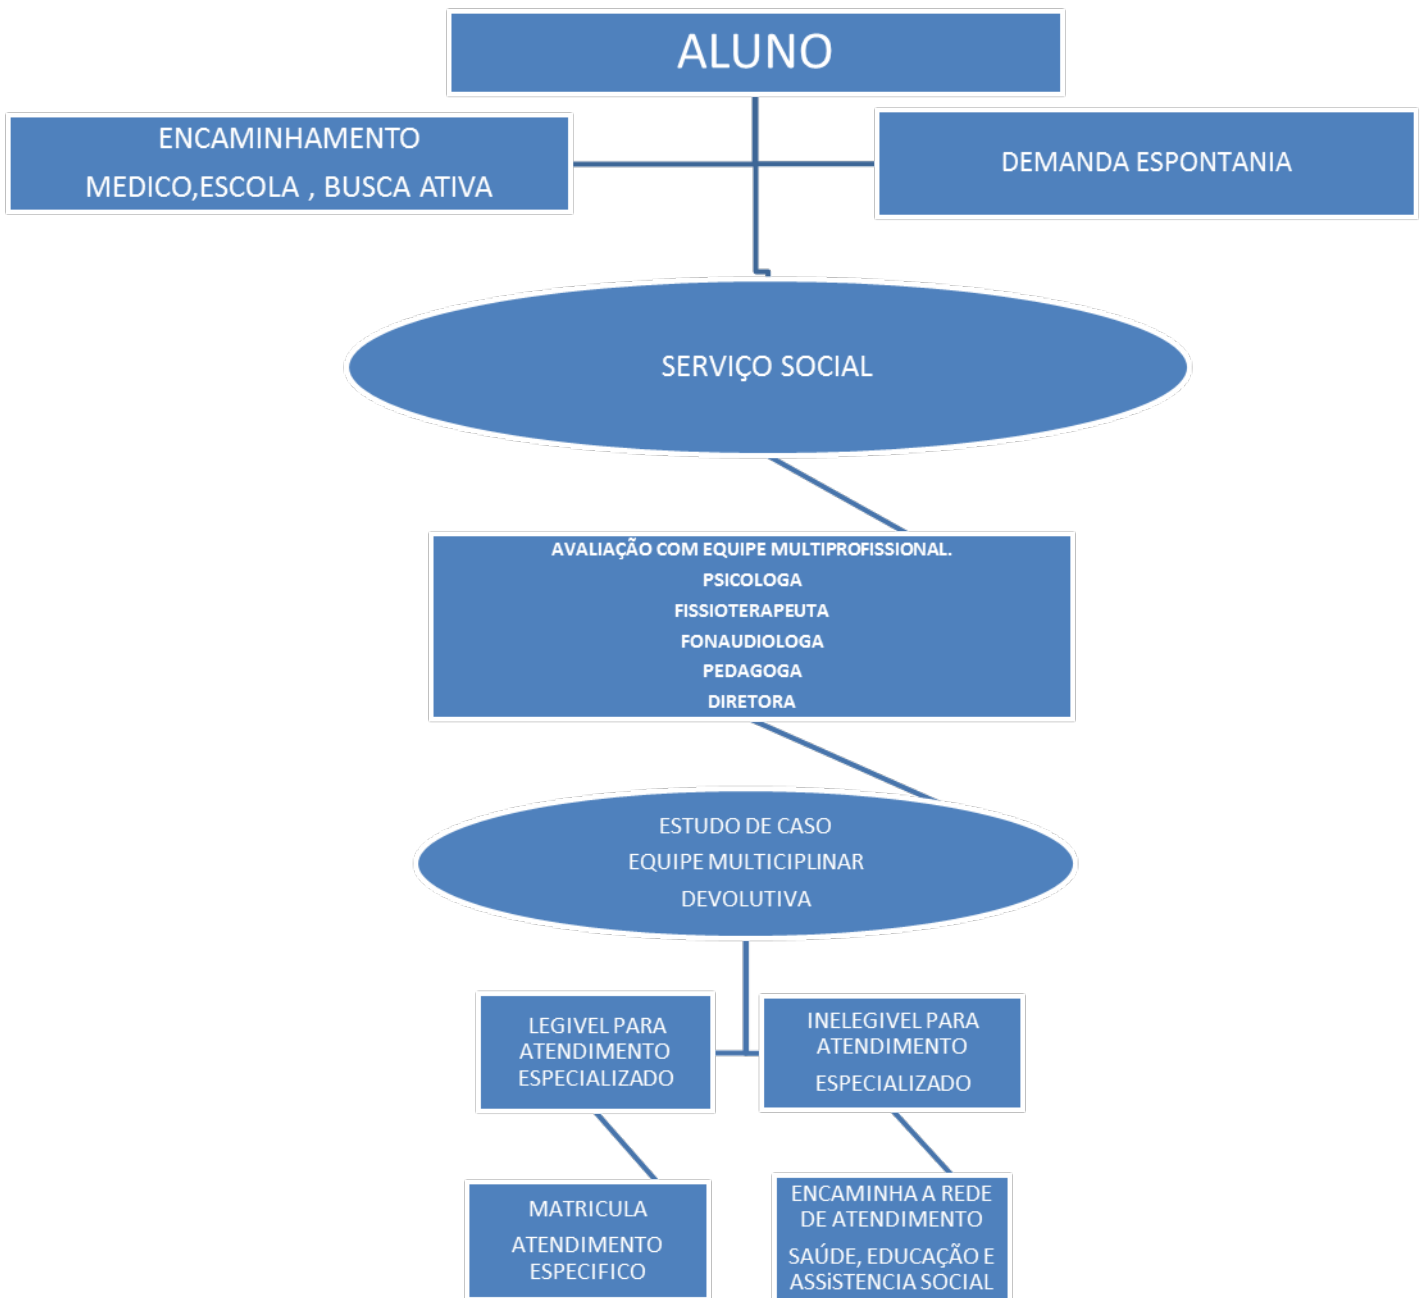 ALUNO
ENCAMINHAMENTO
MEDICO,ESCOLA , BUSCA ATIVA
DEMANDA ESPONTANIA
SERVIÇO SOCIAL
AVALIAÇÃO COM EQUIPE MULTIPROFISSIONAL.
PSICOLOGA
FISSIOTERAPEUTA
FONAUDIOLOGA
PEDAGOGA
DIRETORA
ESTUDO DE CASO
EQUIPE MULTICIPLINAR
DEVOLUTIVA
LEGIVEL PARA
ATENDIMENTO
ESPECIALIZADO
INELEGIVEL PARA
ATENDIMENTO
ESPECIALIZADO
MATRICULA
ATENDIMENTO
ESPECIFICO
ENCAMINHA A REDE
DE ATENDIMENTO
SAÚDE, EDUCAÇÃO E
ASSiSTENCIA SOCIAL